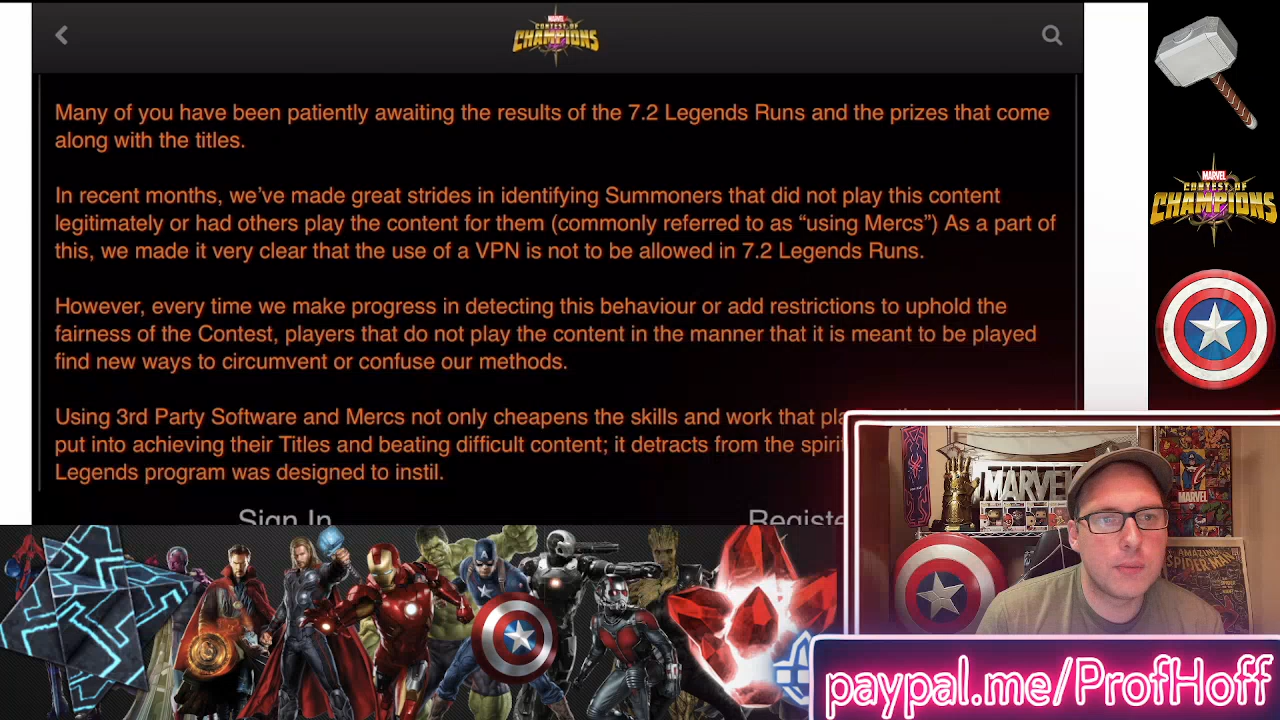 MARVEL
CONTEST OF
CHAMPIONS
Many of you have been patiently awaiting the results of the 7.2 Legends Runs and the prizes that come
along with the titles.
In recent months, we’ve made great strides in identifying Summoners that did not play this content
legitimately or had others play the content for them (commonly referred to as “using Mercs”) As a part of
this, we made it very clear that the use of a VPN is not to be allowed in 7.2 Legends Runs.
However, every time we make progress in detecting this behaviour or add restrictions to uphold the
fairness of the Contest, players that do not play the content in the manner that it is meant to be played
find new ways to circumvent or confuse our methods.
Using 3rd Party Software and Mercs not only cheapens the skills and work that
put into achieving their Titles and beating difficult content; it detracts from the
Legends program was designed to instil.
Sign In
MARVEL
CONTEST OF
CHAMPIONS
MARVEL
MARVEL
AMAZING
SPIDER-MAN
paypal.me/ProfHoff